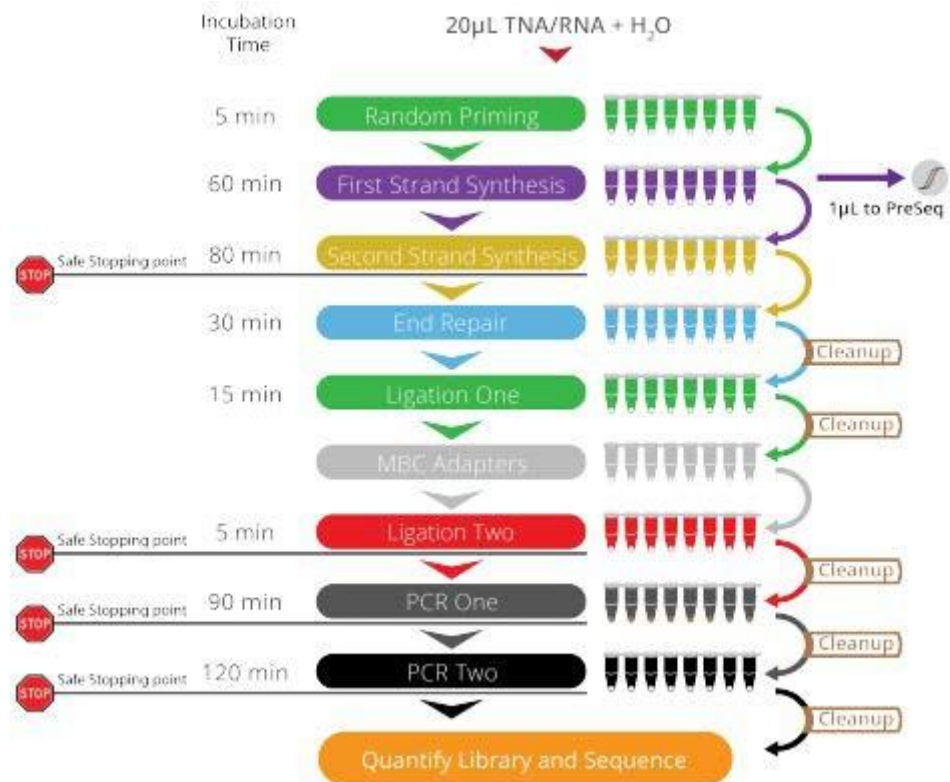 Incubation
Time
20µL TNA/RNA + H₂O
5 min
Random Priming
60 min
First Strand Synthesis
1µL to PreSeq
Safe Stopping point
80 min
Second Strand Synthesis
STOP
30 min
End Repair
Cleanup
15 min
Ligation One
Cleanup
MBC Adapters
Safe Stopping point
5 min
Ligation Two
STOP
Cleanup
Safe Stopping point
90 min
PCR One
STOP
Cleanup
Safe Stopping point
120 min
PCR Two
STOP
Cleanup
Quantify Library and Sequence